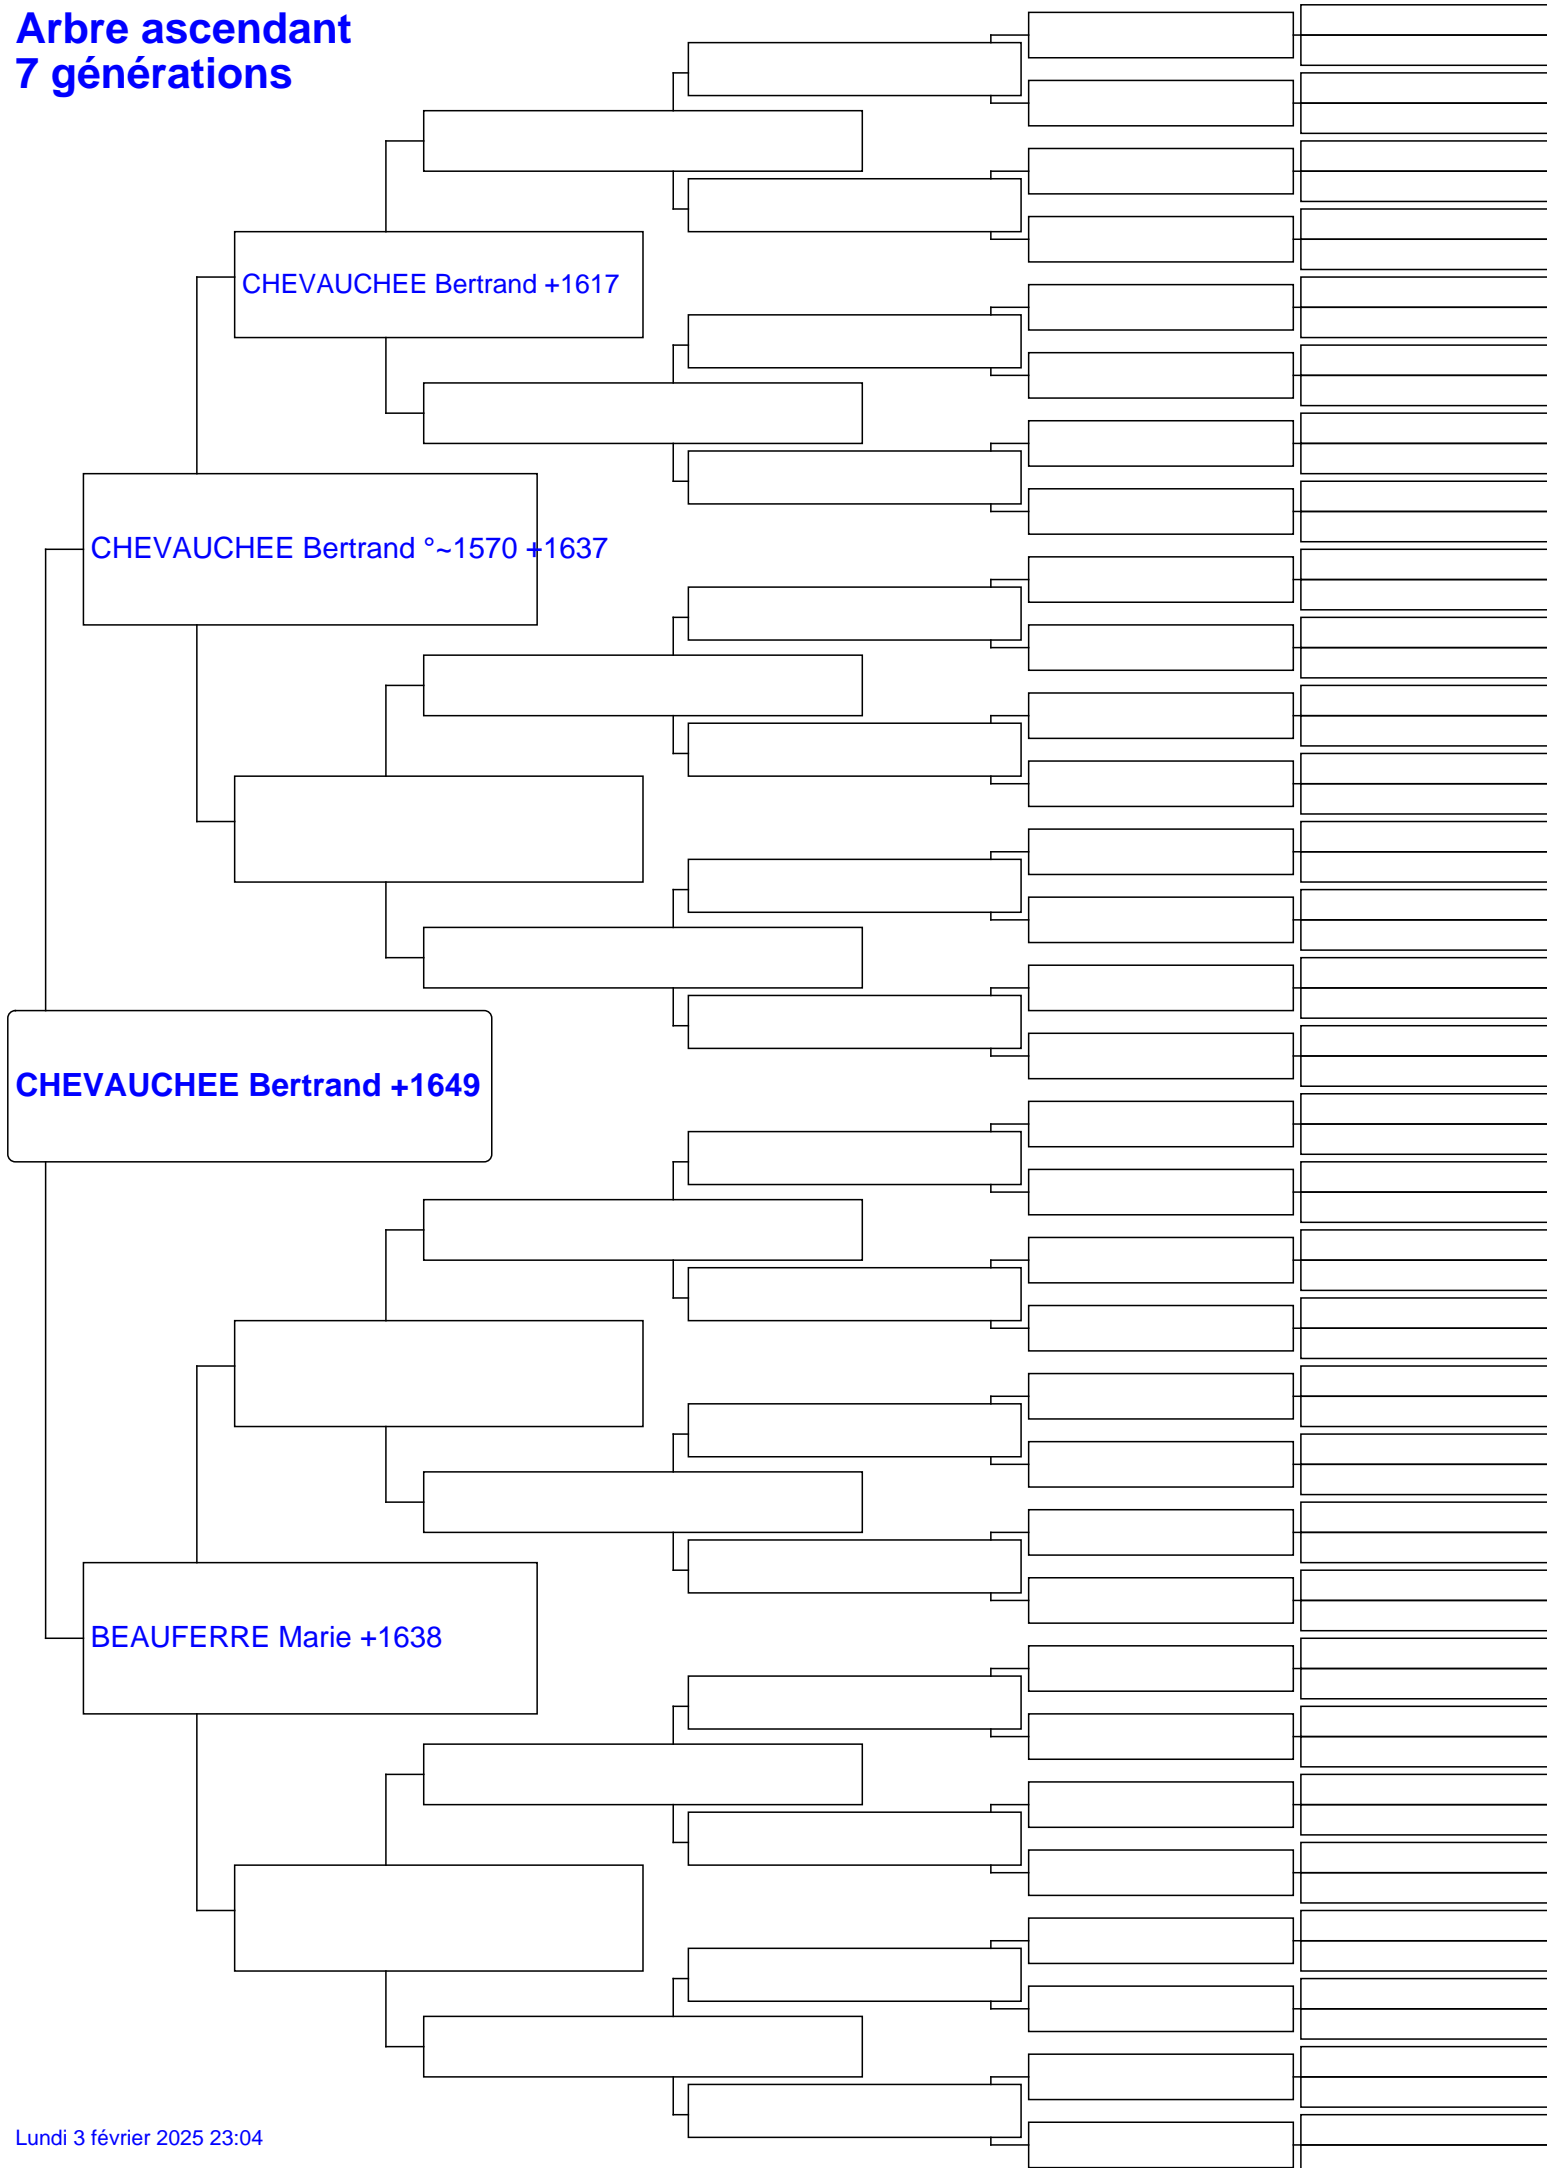 Arbre ascendant
7 générations
CHEVAUCHEE Bertrand +1617
CHEVAUCHEE Bertrand °~1570 +1637
CHEVAUCHEE Bertrand +1649
BEAUFERRE Marie +1638
Lundi 3 février 2025 23:04